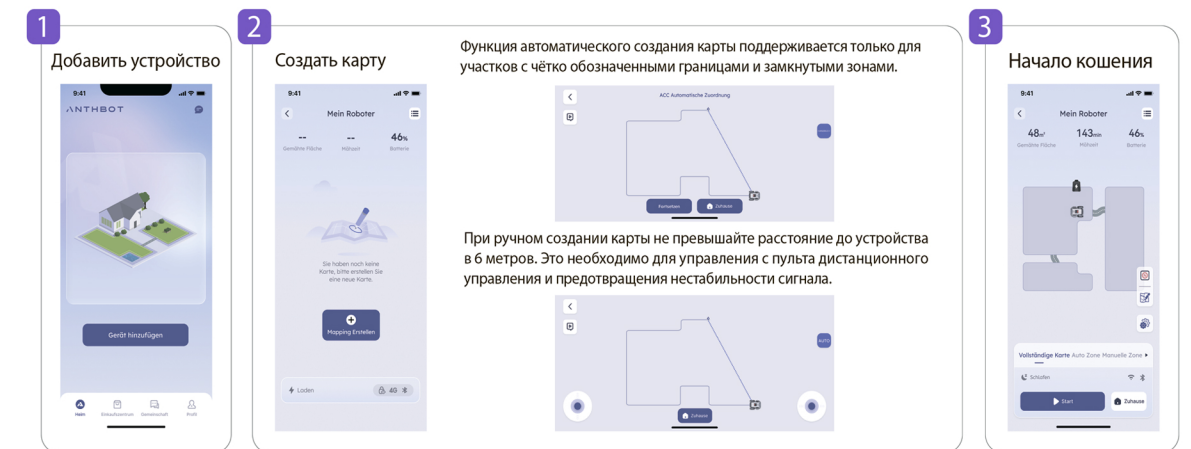 1
Добавить устройство
9:41
ANTHBOT
Gerät hinzufügen
Heim
Einkaufszentrum
Gemeinschaft
Profil
2
Создать карту
9:41
Mein Roboter
--
--
46%
Gemähte Fläche
Mähzeit
Batterie
Sie haben noch keine
Karte, bitte erstellen Sie
eine neue Karte.
Mapping Erstellen
Laden
4G
Функция автоматического создания карты поддерживается только для
участков с чётко обозначенными границами и замкнутыми зонами.
ACC Automatische Zuordnung
Fortsetzen
Zuhause
При ручном создании карты не превышайте расстояние до устройства
в 6 метров. Это необходимо для управления с пульта дистанционного
управления и предотвращения нестабильности сигнала.
AUTO
Zuhause
3
Начало кошения
9:41
Mein Roboter
48m²
143min
46%
Gemähte Fläche
Mähzeit
Batterie
Vollständige Karte Auto Zone Manuelle Zone
Schlafen
Start
Zuhause